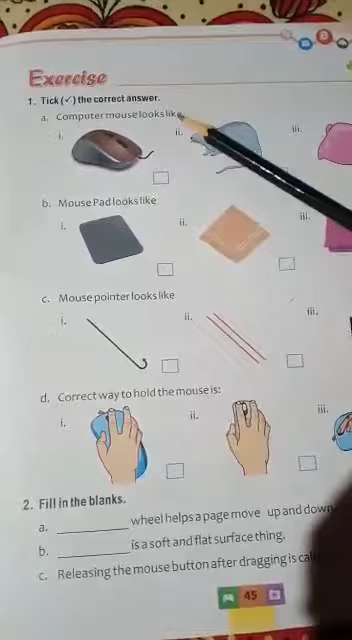 Exercise
1. Tick (✓) the correct answer.
a. Computer mouse looks like
i. ii. iii.
b. Mouse Pad looks like
i. ii. iii.
c. Mouse pointer looks like
i. ii. iii.
d. Correct way to hold the mouse is:
i. ii. iii.
2. Fill in the blanks.
a. ________ wheel helps a page move up and down
b. ________ is a soft and flat surface thing.
c. Releasing the mouse button after dragging is
45